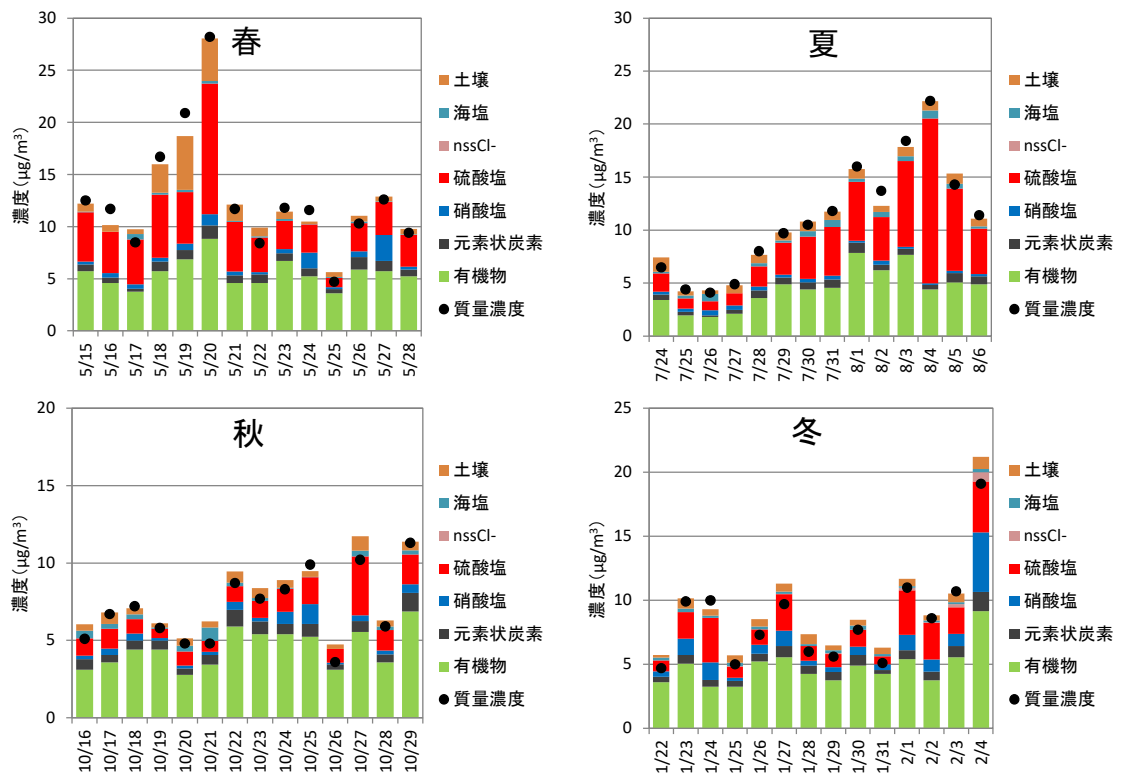 春
濃度(μg/m³)
30
25
20
15
10
5
0
5/15 5/16 5/17 5/18 5/19 5/20 5/21 5/22 5/23 5/24 5/25 5/26 5/27 5/28
土壌
海塩
nssCl-
硫酸塩
硝酸塩
元素状炭素
有機物
質量濃度
夏
濃度(μg/m³)
30
25
20
15
10
5
0
7/24 7/25 7/26 7/27 7/28 7/29 7/30 7/31 8/1 8/2 8/3 8/4 8/5 8/6
土壌
海塩
nssCl-
硫酸塩
硝酸塩
元素状炭素
有機物
質量濃度
秋
濃度(μg/m³)
20
15
10
5
0
10/16 10/17 10/18 10/19 10/20 10/21 10/22 10/23 10/24 10/25 10/26 10/27 10/28 10/29
土壌
海塩
nssCl-
硫酸塩
硝酸塩
元素状炭素
有機物
質量濃度
冬
濃度(μg/m³)
25
20
15
10
5
0
1/22 1/23 1/24 1/25 1/26 1/27 1/28 1/29 1/30 1/31 2/1 2/2 2/3 2/4
土壌
海塩
nssCl-
硫酸塩
硝酸塩
元素状炭素
有機物
質量濃度